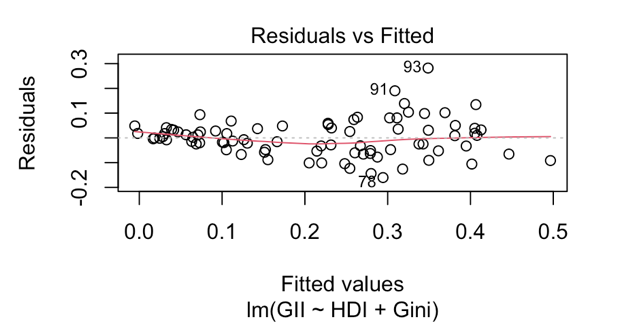 Residuals vs Fitted
Residuals
0.3
0.1
-0.2
93
91
78
0.0 0.1 0.2 0.3 0.4 0.5
Fitted values
lm(GII ~ HDI + Gini)